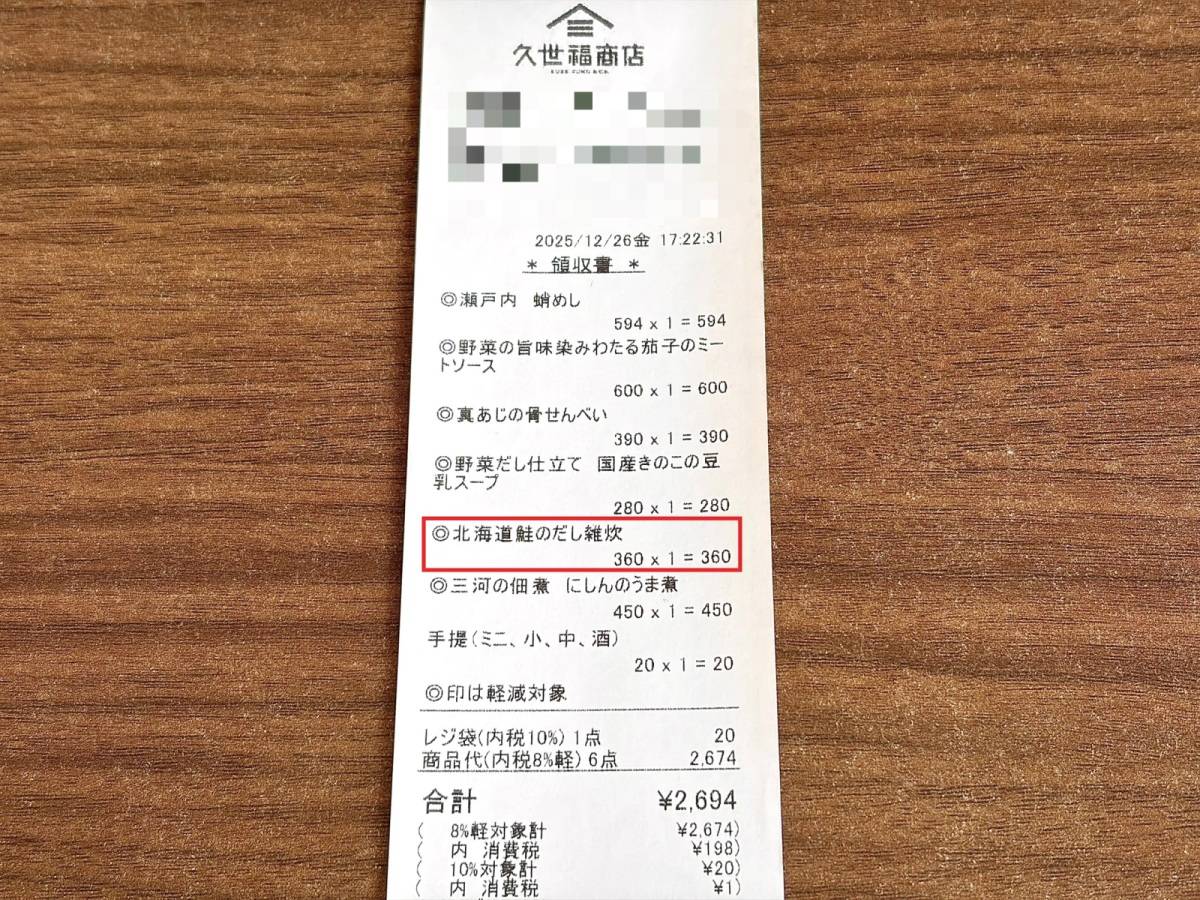 久世福商店
KUZE FUKU & CO.
2025/12/26金 17:22:31
* 領収書 *
◎瀬戸内 蛸めし
594 x 1 = 594
◎野菜の旨味染みわたる茄子のミー
トソース
600 x 1 = 600
◎真あじの骨せんべい
390 x 1 = 390
◎野菜だし仕立て 国産きのこの豆
乳スープ
280 x 1 = 280
◎北海道鮭のだし雑炊
360 x 1 = 360
◎三河の佃煮 にしんのうま煮
450 x 1 = 450
手提(ミニ、小、中、酒)
20 x 1 = 20
◎印は軽減対象
レジ袋(内税10%) 1点 20
商品代(内税8%軽) 6点 2,674
合計 ¥2,694
( 8%軽対象計 ¥2,674)
( 内 消費税 ¥198)
( 10%対象計 ¥20)
( 内 消費税 ¥1)